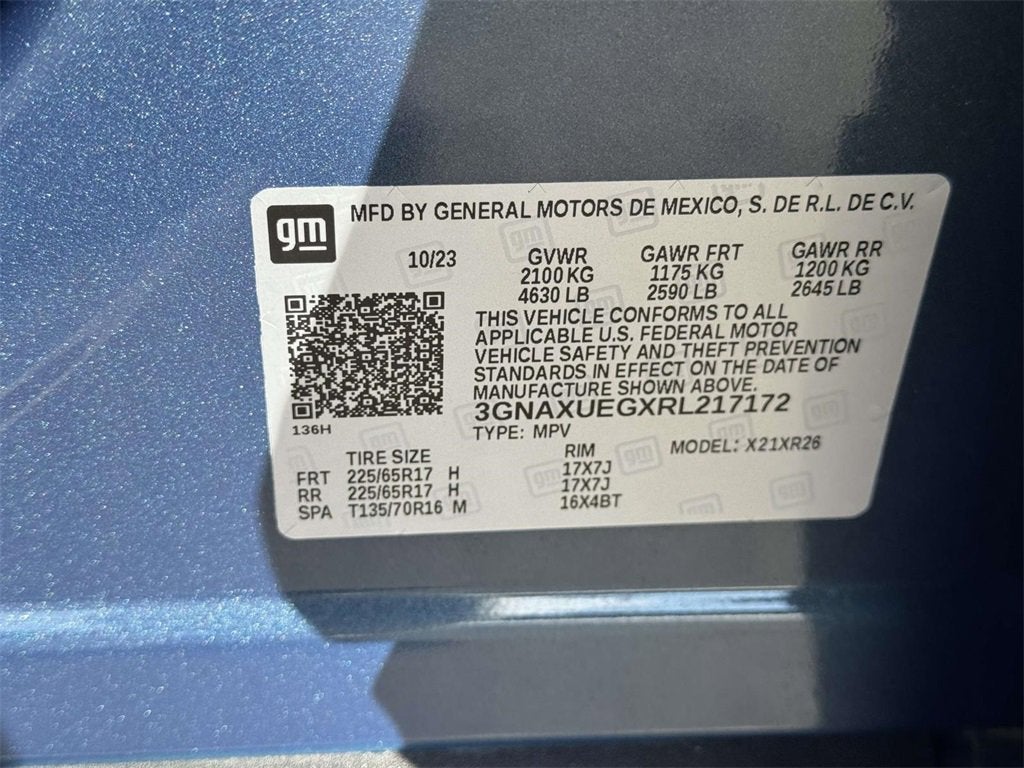 gm MFD BY GENERAL MOTORS DE MEXICO, S. DE R.L. DE C.V.
10/23 GVWR GAWR FRT GAWR RR
2100 KG 1175 KG 1200 KG
4630 LB 2590 LB 2645 LB
THIS VEHICLE CONFORMS TO ALL
APPLICABLE U.S. FEDERAL MOTOR
VEHICLE SAFETY AND THEFT PREVENTION
STANDARDS IN EFFECT ON THE DATE OF
MANUFACTURE SHOWN ABOVE.
3GNAXUEGXRL217172
136H
TYPE: MPV MODEL: X21XR26
TIRE SIZE RIM
FRT 225/65R17 H 17X7J
RR 225/65R17 H 17X7J
SPA T135/70R16 M 16X4BT